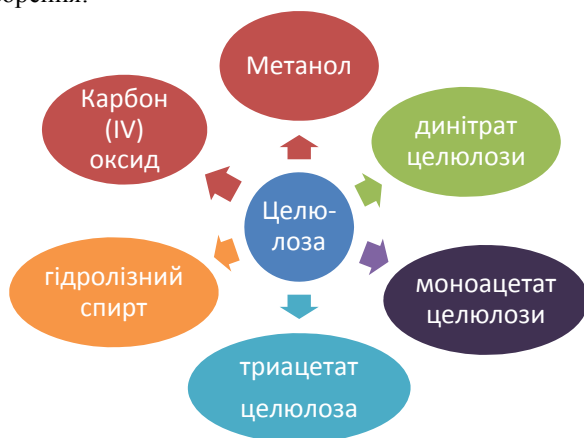 ворення.
Метанол
Карбон
(IV)
оксид
динітрат
целюлози
Целю-
лоза
гідролізний
спирт
моноацетат
целюлози
триацетат
целюлоза